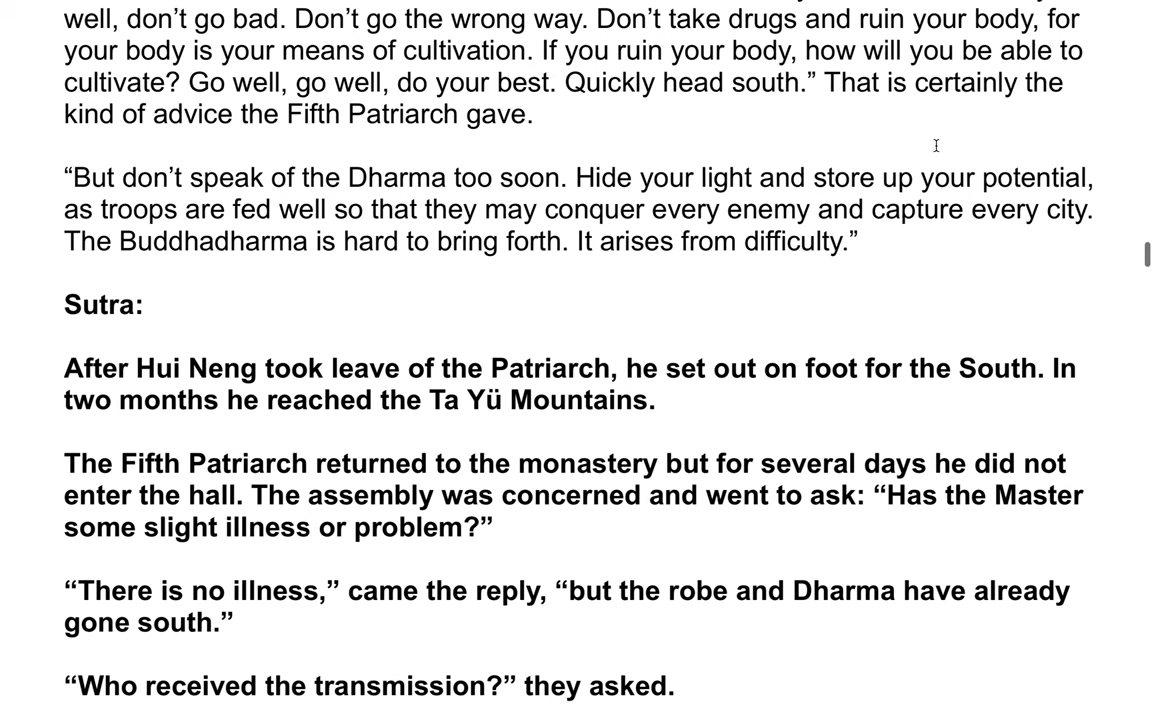 well, don’t go bad. Don’t go the wrong way. Don’t take drugs and ruin your body, for
your body is your means of cultivation. If you ruin your body, how will you be able to
cultivate? Go well, go well, do your best. Quickly head south.” That is certainly the
kind of advice the Fifth Patriarch gave.
“But don’t speak of the Dharma too soon. Hide your light and store up your potential,
as troops are fed well so that they may conquer every enemy and capture every city.
The Buddhadharma is hard to bring forth. It arises from difficulty.”
Sutra:
After Hui Neng took leave of the Patriarch, he set out on foot for the South. In
two months he reached the Ta Yü Mountains.
The Fifth Patriarch returned to the monastery but for several days he did not
enter the hall. The assembly was concerned and went to ask: “Has the Master
some slight illness or problem?”
“There is no illness,” came the reply, “but the robe and Dharma have already
gone south.”
“Who received the transmission?” they asked.